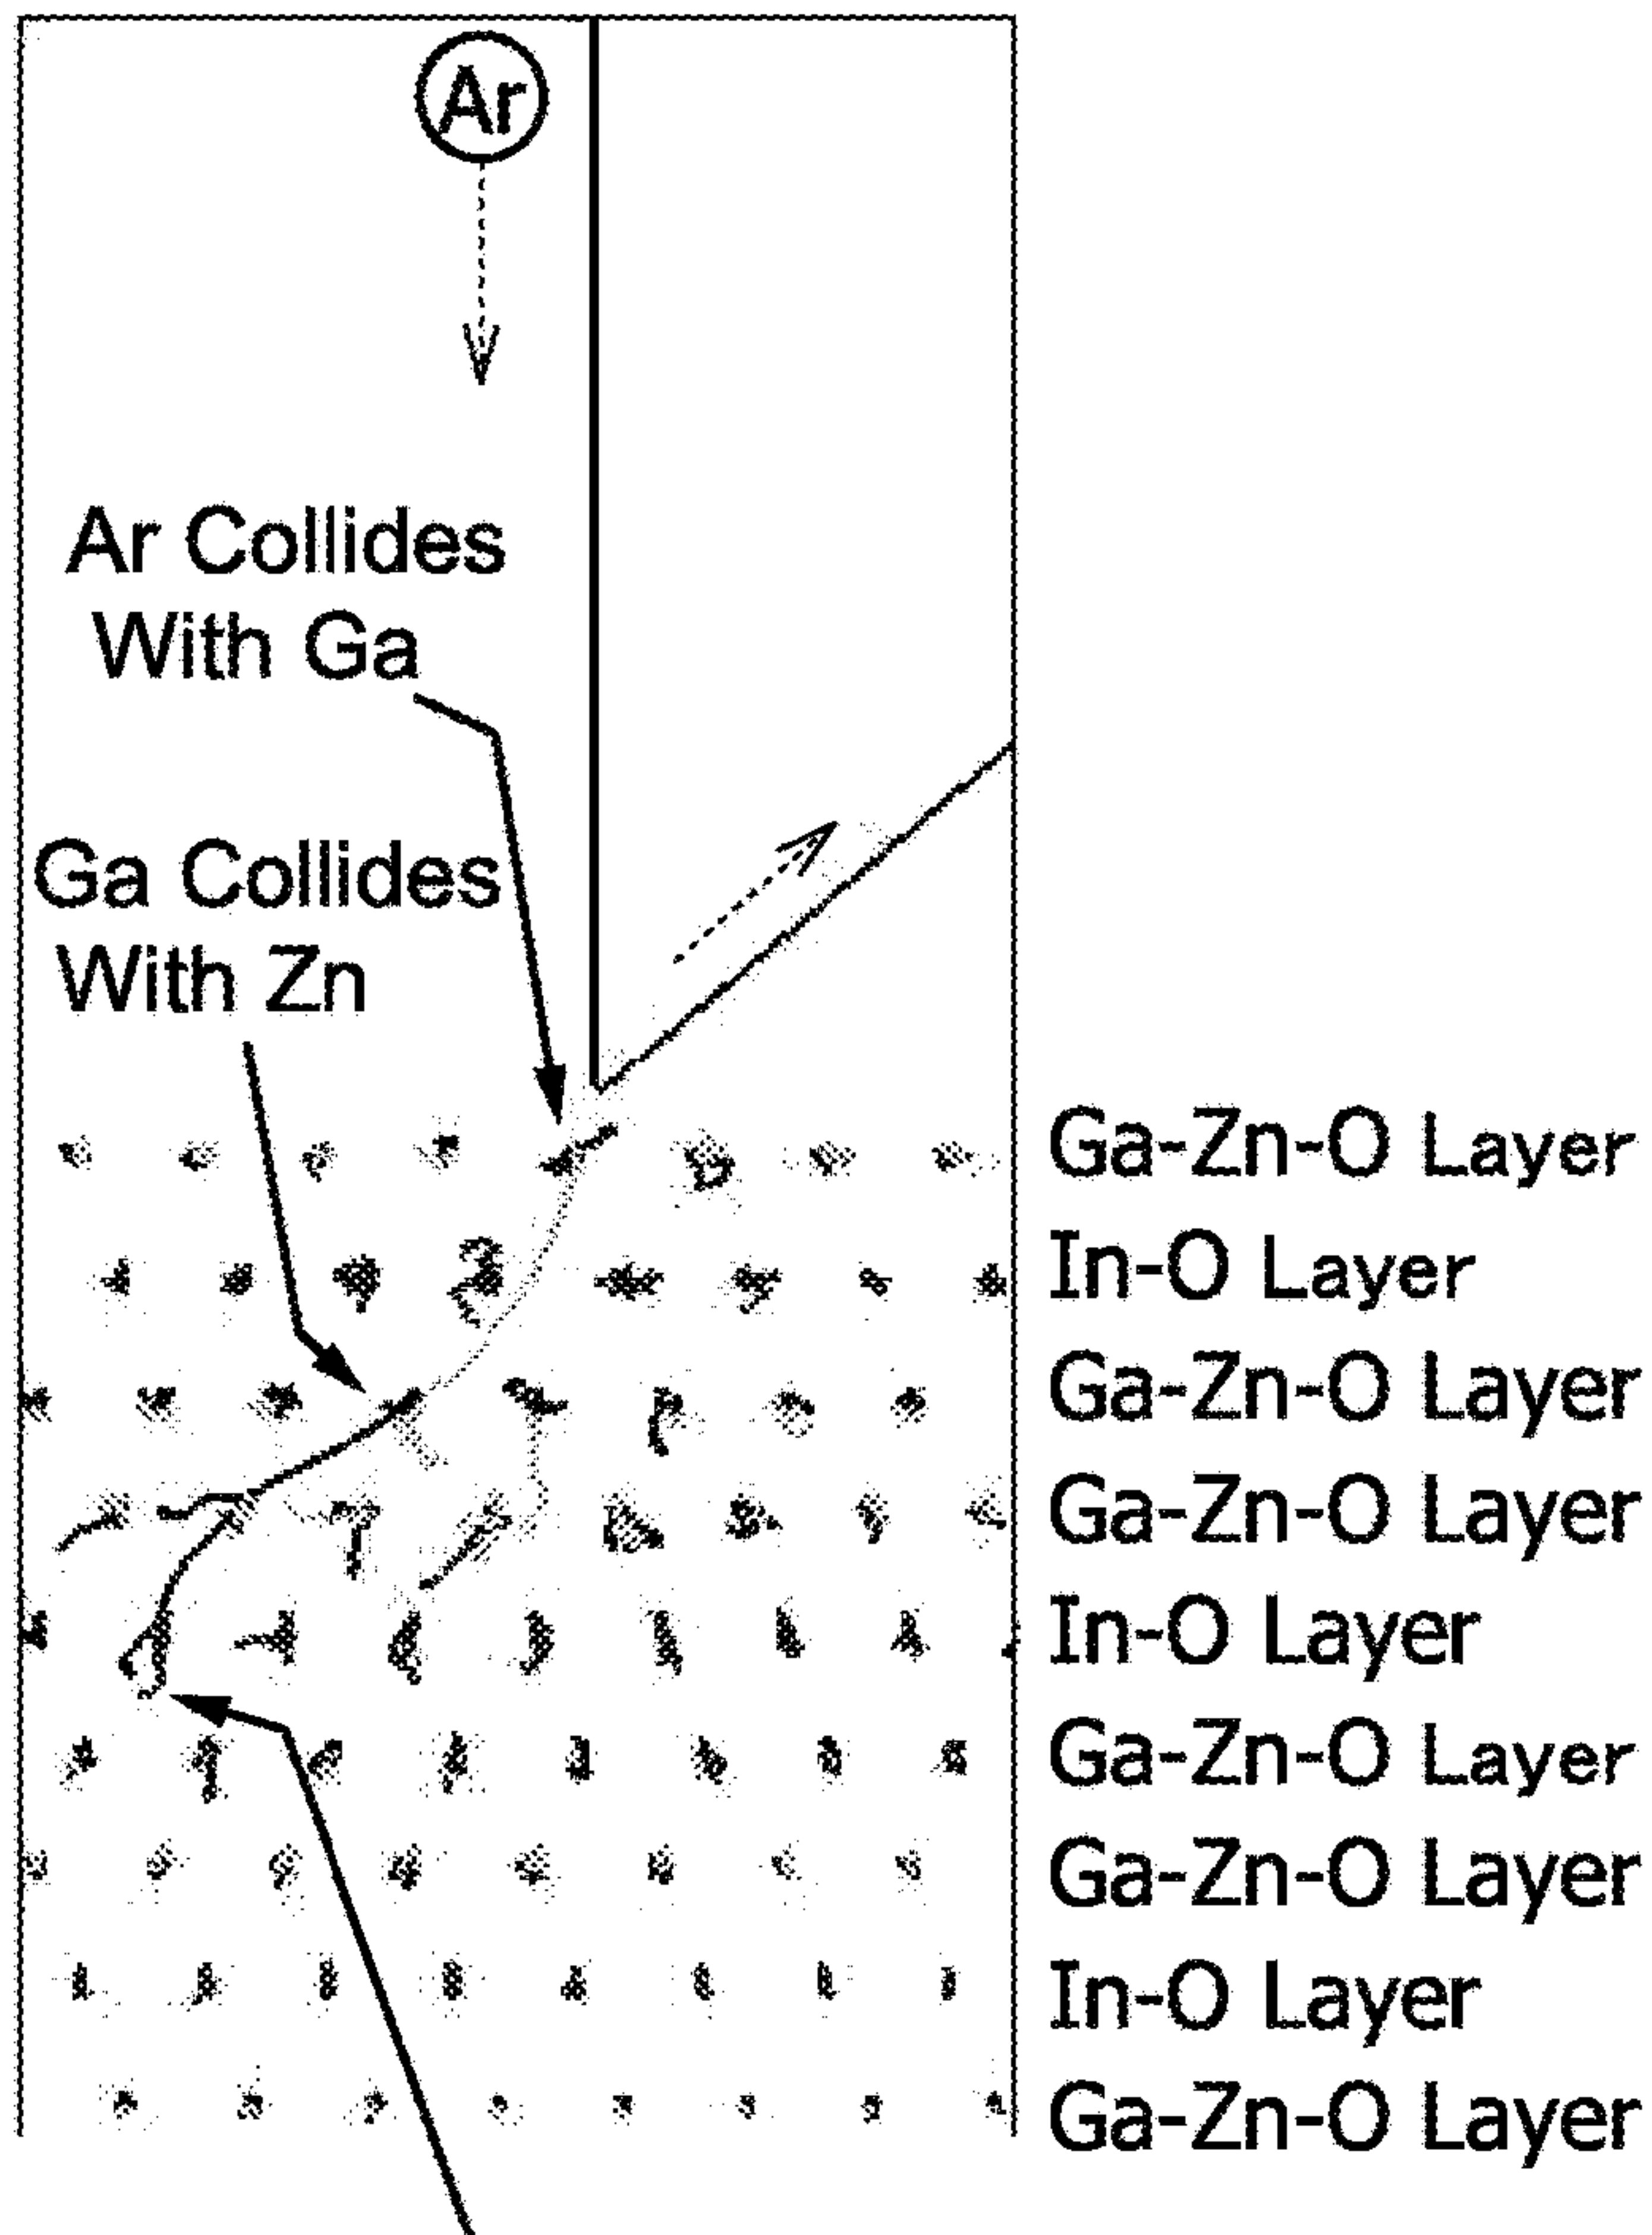 Ar
Ar Collides
With Ga
Ga Collides
With Zn
Ga-Zn-O Layer
In-O Layer
Ga-Zn-O Layer
Ga-Zn-O Layer
In-O Layer
Ga-Zn-O Layer
Ga-Zn-O Layer
In-O Layer
Ga-Zn-O Layer